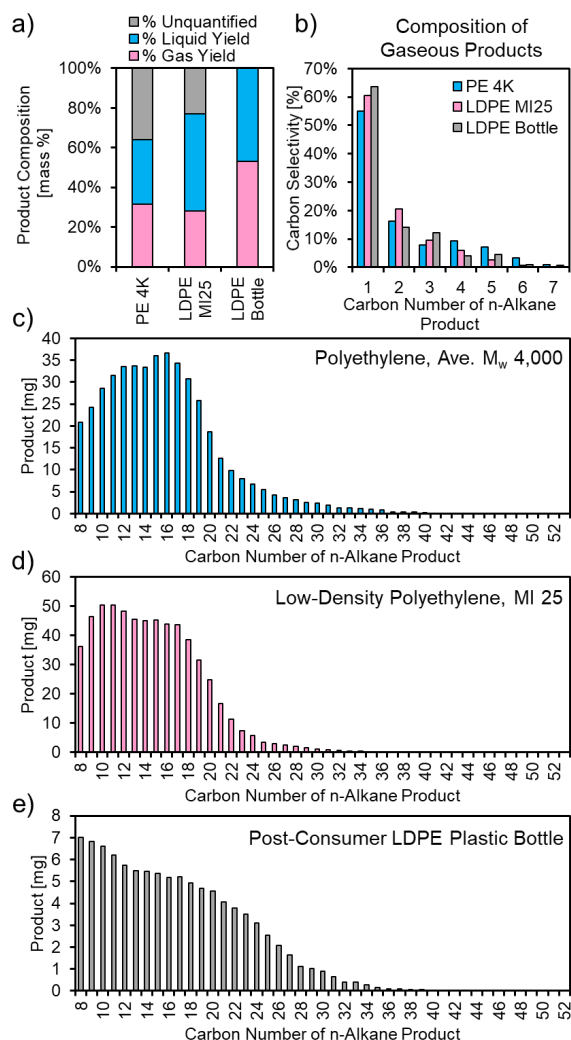 a)
% Unquantified
% Liquid Yield
% Gas Yield
Product Composition
[mass %]
100%
80%
60%
40%
20%
0%
PE 4K
LDPE
MI25
LDPE
Bottle
b)
Composition of
Gaseous Products
Carbon Selectivity [%]
70%
60%
50%
40%
30%
20%
10%
0%
PE 4K
LDPE MI25
LDPE Bottle
1 2 3 4 5 6 7
Carbon Number of n-Alkane
Product
c)
Polyethylene, Ave. Mw 4,000
Product [mg]
40
35
30
25
20
15
10
5
0
8 10 12 14 16 18 20 22 24 26 28 30 32 34 36 38 40 42 44 46 48 50 52
Carbon Number of n-Alkane Product
d)
Low-Density Polyethylene, MI 25
Product [mg]
60
50
40
30
20
10
0
8 10 12 14 16 18 20 22 24 26 28 30 32 34 36 38 40 42 44 46 48 50 52
Carbon Number of n-Alkane Product
e)
Post-Consumer LDPE Plastic Bottle
Product [mg]
8
7
6
5
4
3
2
1
0
8 10 12 14 16 18 20 22 24 26 28 30 32 34 36 38 40 42 44 46 48 50 52
Carbon Number of n-Alkane Product